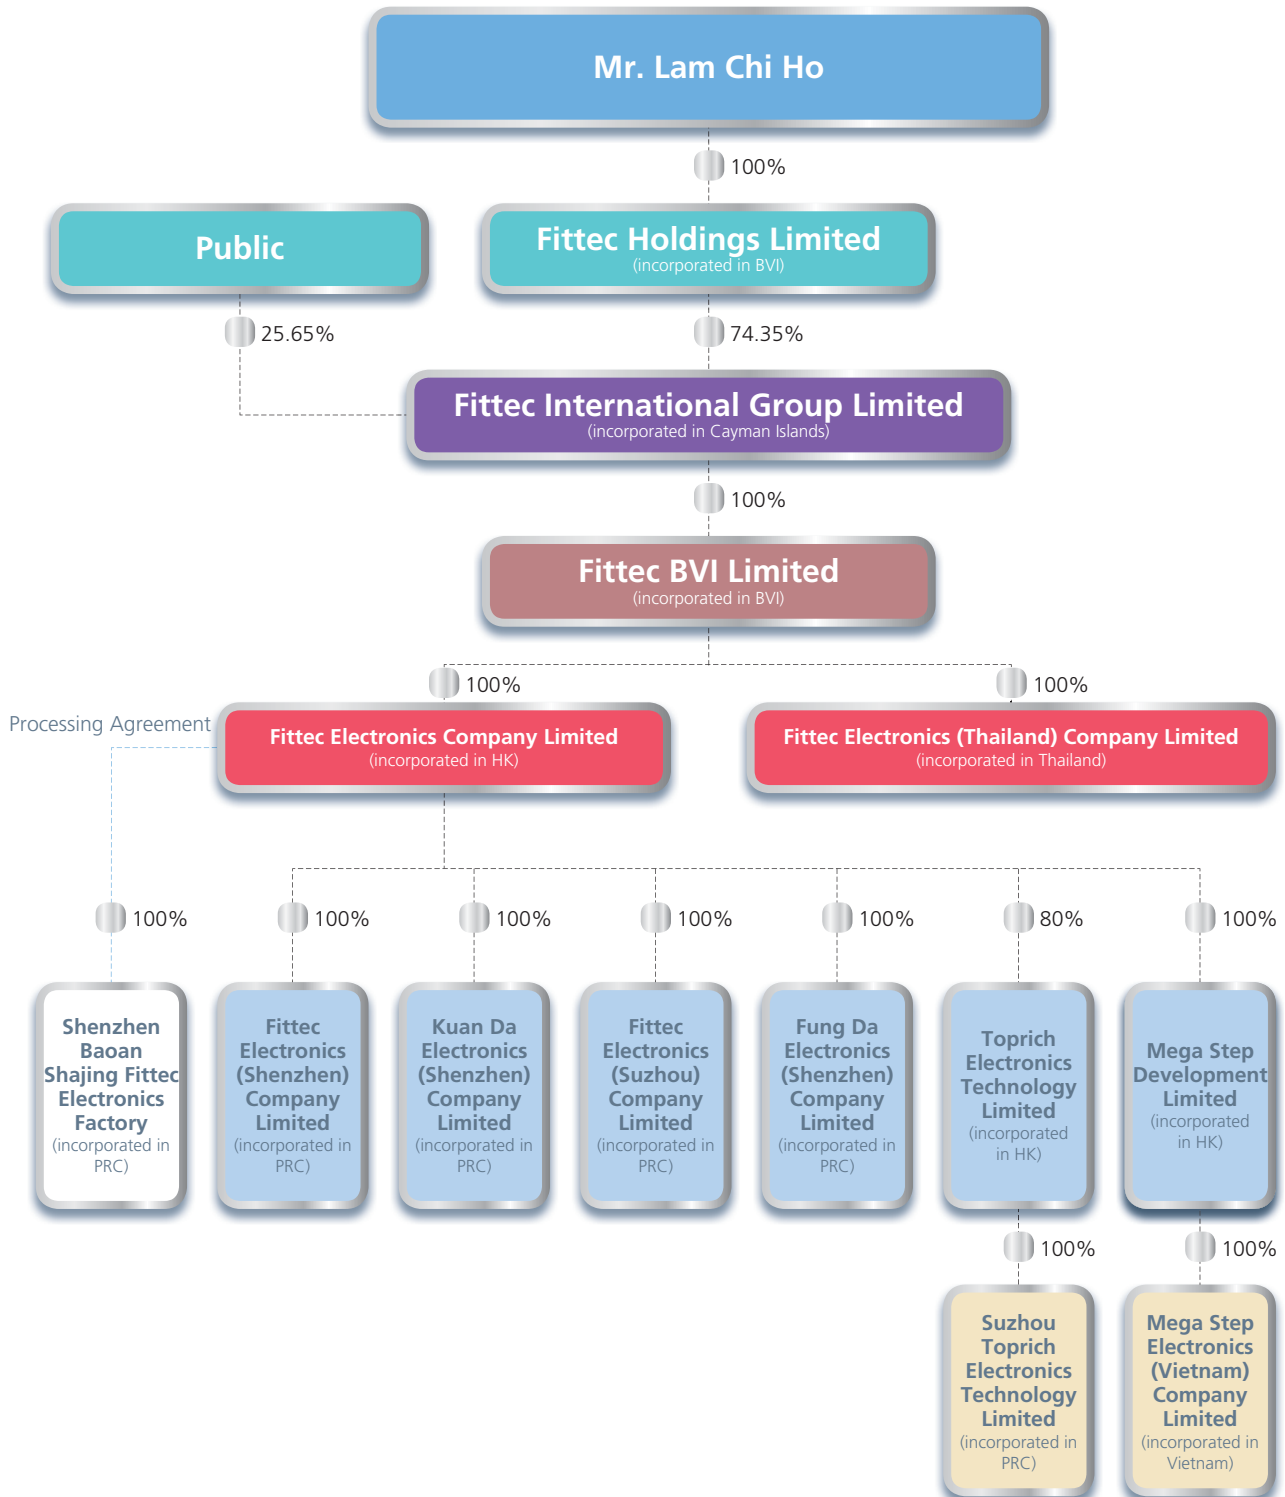 Mr. Lam Chi Ho
100%
Public
Fittec Holdings Limited
(incorporated in BVI)
25.65%
74.35%
Fittec International Group Limited
(incorporated in Cayman Islands)
100%
Fittec BVI Limited
(incorporated in BVI)
100%
100%
Processing Agreement
Fittec Electronics Company Limited
(incorporated in HK)
Fittec Electronics (Thailand) Company Limited
(incorporated in Thailand)
100%
100%
100%
100%
100%
80%
100%
Shenzhen
Baoan
Shajing Fittec
Electronics
Factory
(incorporated in
PRC)
Fittec
Electronics
(Shenzhen)
Company
Limited
(incorporated in
PRC)
Kuan Da
Electronics
(Shenzhen)
Company
Limited
(incorporated in
PRC)
Fittec
Electronics
(Suzhou)
Company
Limited
(incorporated in
PRC)
Fung Da
Electronics
(Shenzhen)
Company
Limited
(incorporated in
PRC)
Toprich
Electronics
Technology
Limited
(incorporated
in HK)
Mega Step
Development
Limited
(incorporated
in HK)
100%
100%
Suzhou
Toprich
Electronics
Technology
Limited
(incorporated in
PRC)
Mega Step
Electronics
(Vietnam)
Company
Limited
(incorporated in
Vietnam)